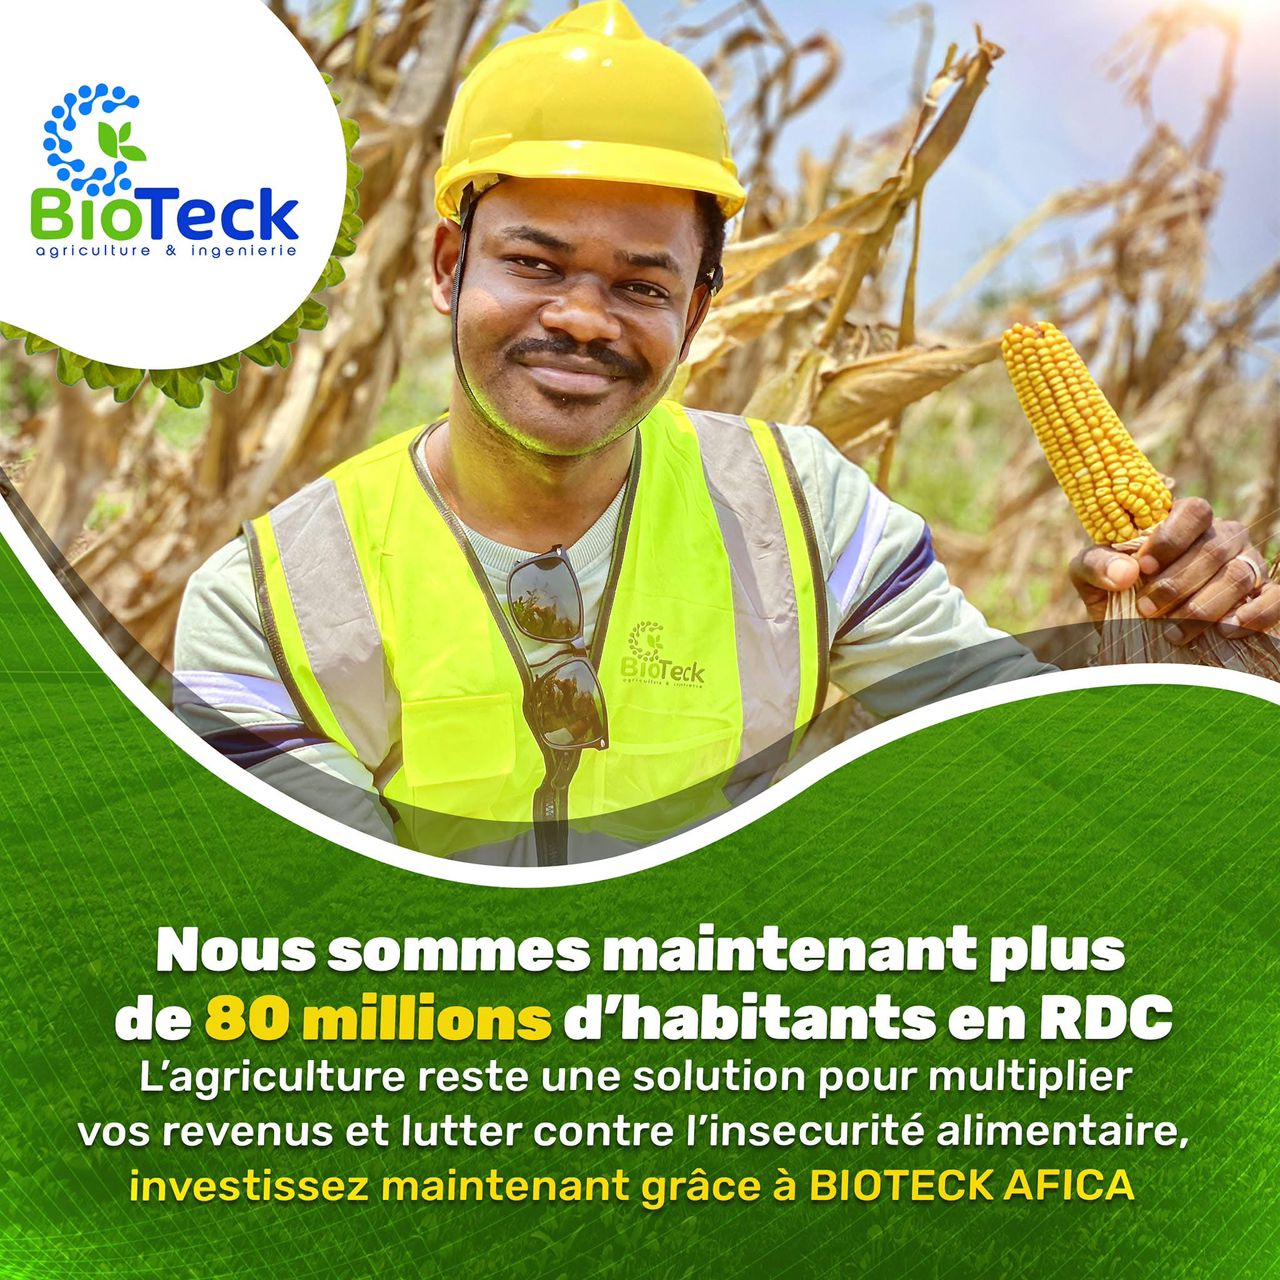 BioTeck
agriculture & ingenierie
BioTeck
Nous sommes maintenant plus
de 80 millions d'habitants en RDC
L'agriculture reste une solution pour multiplier
vos revenus et lutter contre l'insecurité alimentaire,
investissez maintenant grâce à BIOTECK AFICA